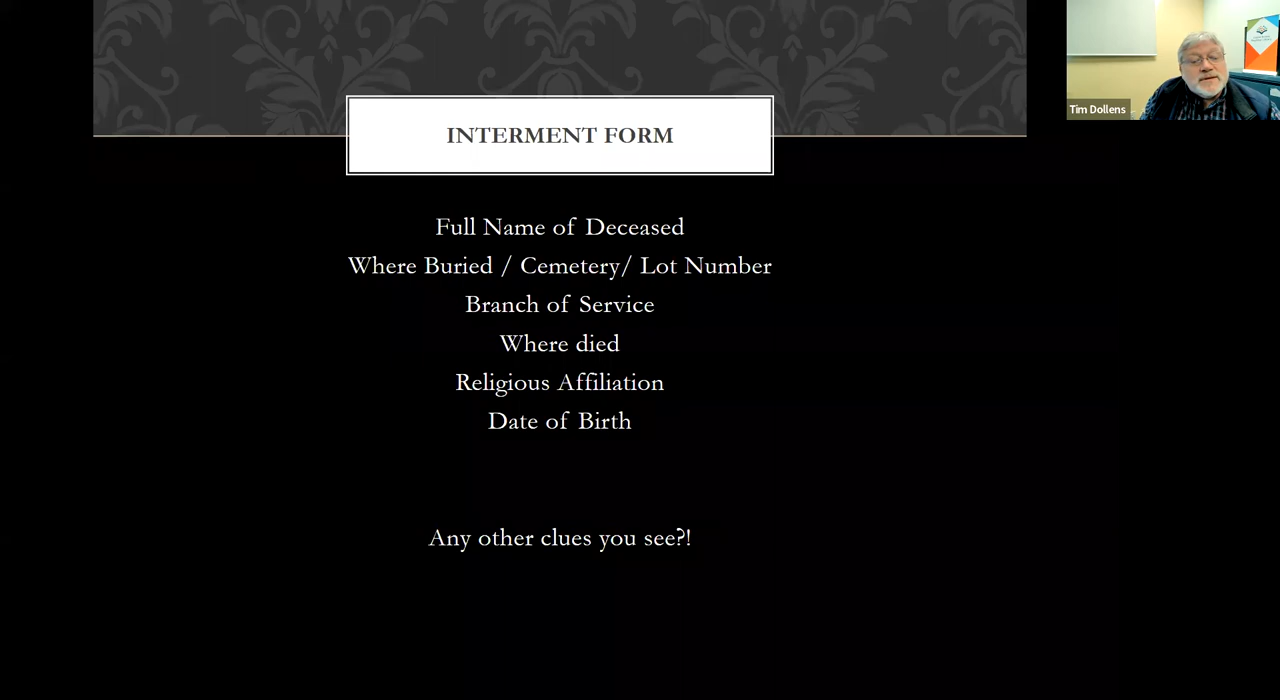 INTERMENT FORM
Full Name of Deceased
Where Buried / Cemetery/ Lot Number
Branch of Service
Where died
Religious Affiliation
Date of Birth
Any other clues you see?!
Tim Dollens